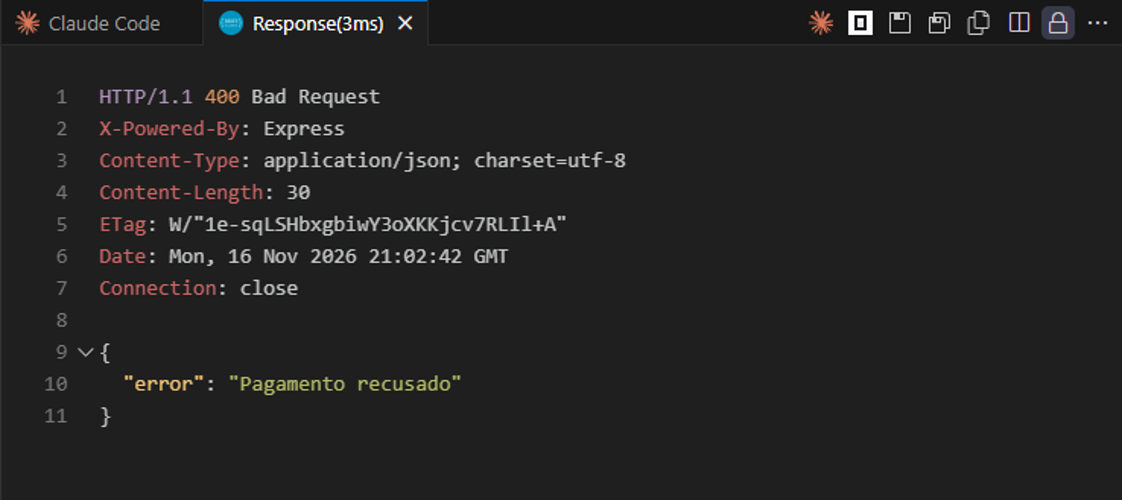 Claude Code
Response(3ms)
1 HTTP/1.1 400 Bad Request
2 X-Powered-By: Express
3 Content-Type: application/json; charset=utf-8
4 Content-Length: 30
5 ETag: W/"1e-sqLSHbxgbiwY3oXKKjcv7RLIl+A"
6 Date: Mon, 16 Nov 2026 21:02:42 GMT
7 Connection: close
8
9 {
10 "error": "Pagamento recusado"
11 }